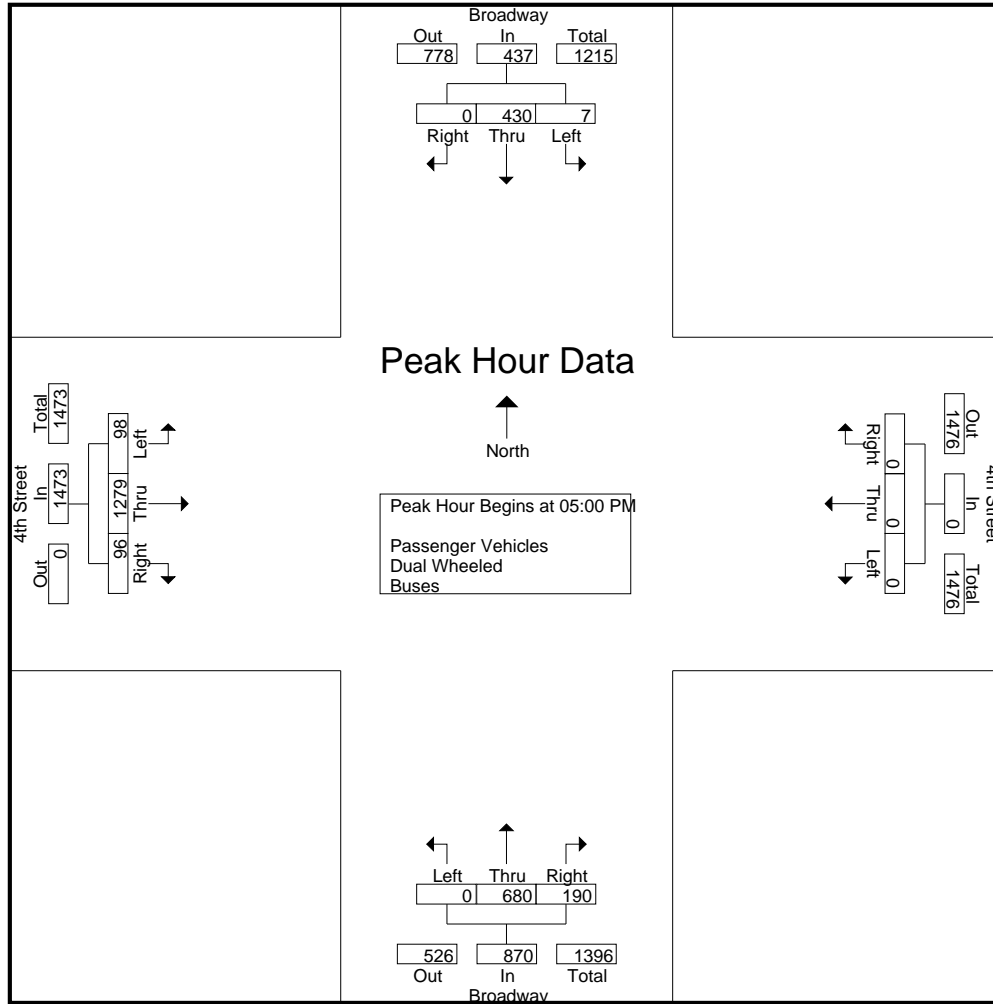 Broadway
Out In Total
778 437 1215
0 430 7
Right Thru Left
Peak Hour Data
North
Peak Hour Begins at 05:00 PM
Passenger Vehicles
Dual Wheeled
Buses
4th Street
Total In Out
1473 1473 0
98 1279 96
Left Thru Right
Right Thru Left
0 0 0
Out In Total
1476 0 1476
4th Street
Left Thru Right
0 680 190
526 870 1396
Out In Total
Broadway